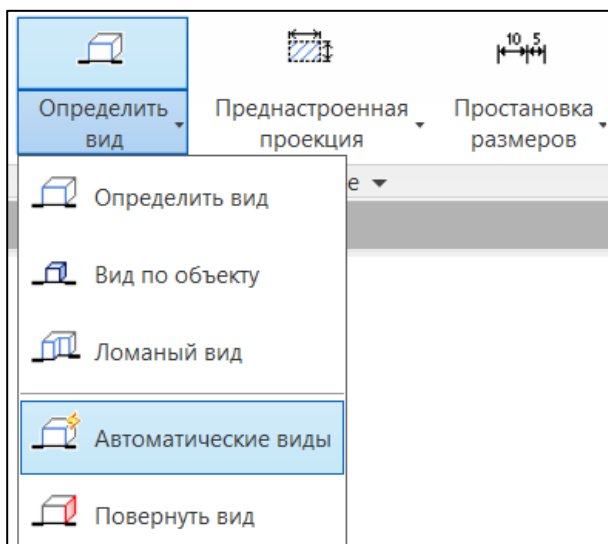 10 5
Определить Преднастроенная Простановка
вид проекция размеров
е
Определить вид
Вид по объекту
Ломаный вид
Автоматические виды
Повернуть вид